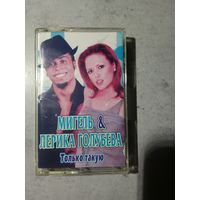 МИГЕЛЬ &
ЛЕРИКА ГОЛУБЕВА
Только такую